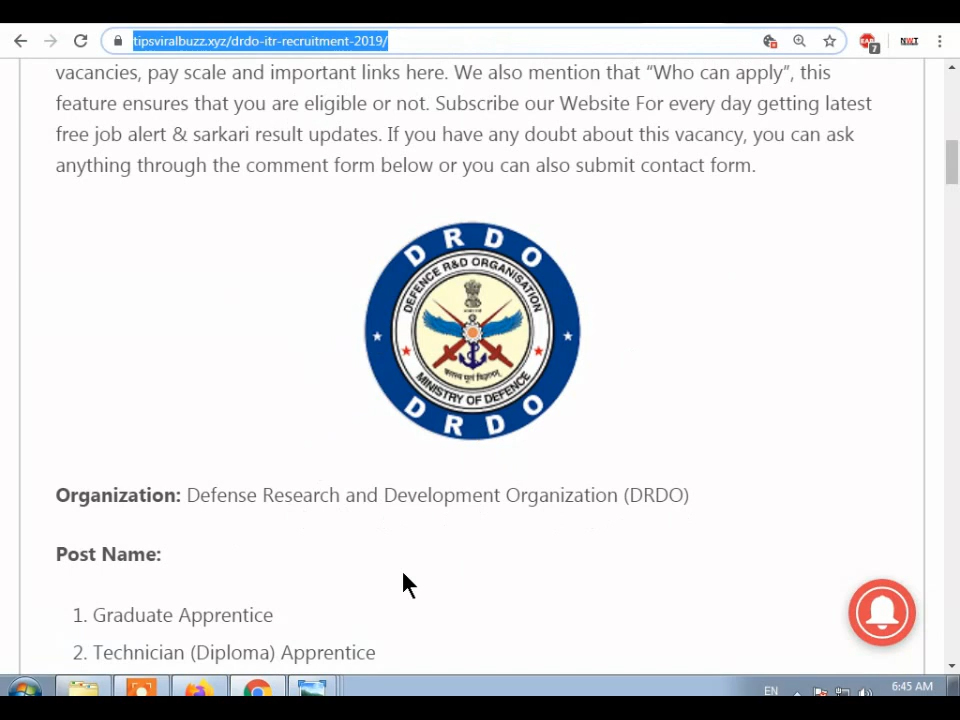 tipsviralbuzz.xyz/drdo-itr-recruitment-2019/
7
NWT
vacancies, pay scale and important links here. We also mention that “Who can apply”, this
feature ensures that you are eligible or not. Subscribe our Website For every day getting latest
free job alert & sarkari result updates. If you have any doubt about this vacancy, you can ask
anything through the comment form below or you can also submit contact form.
DRDO
DEFENCE R&D ORGANISATION
MINISTRY OF DEFENCE
DRDO
Organization: Defense Research and Development Organization (DRDO)
Post Name:
1. Graduate Apprentice
2. Technician (Diploma) Apprentice
EN
6:45 AM